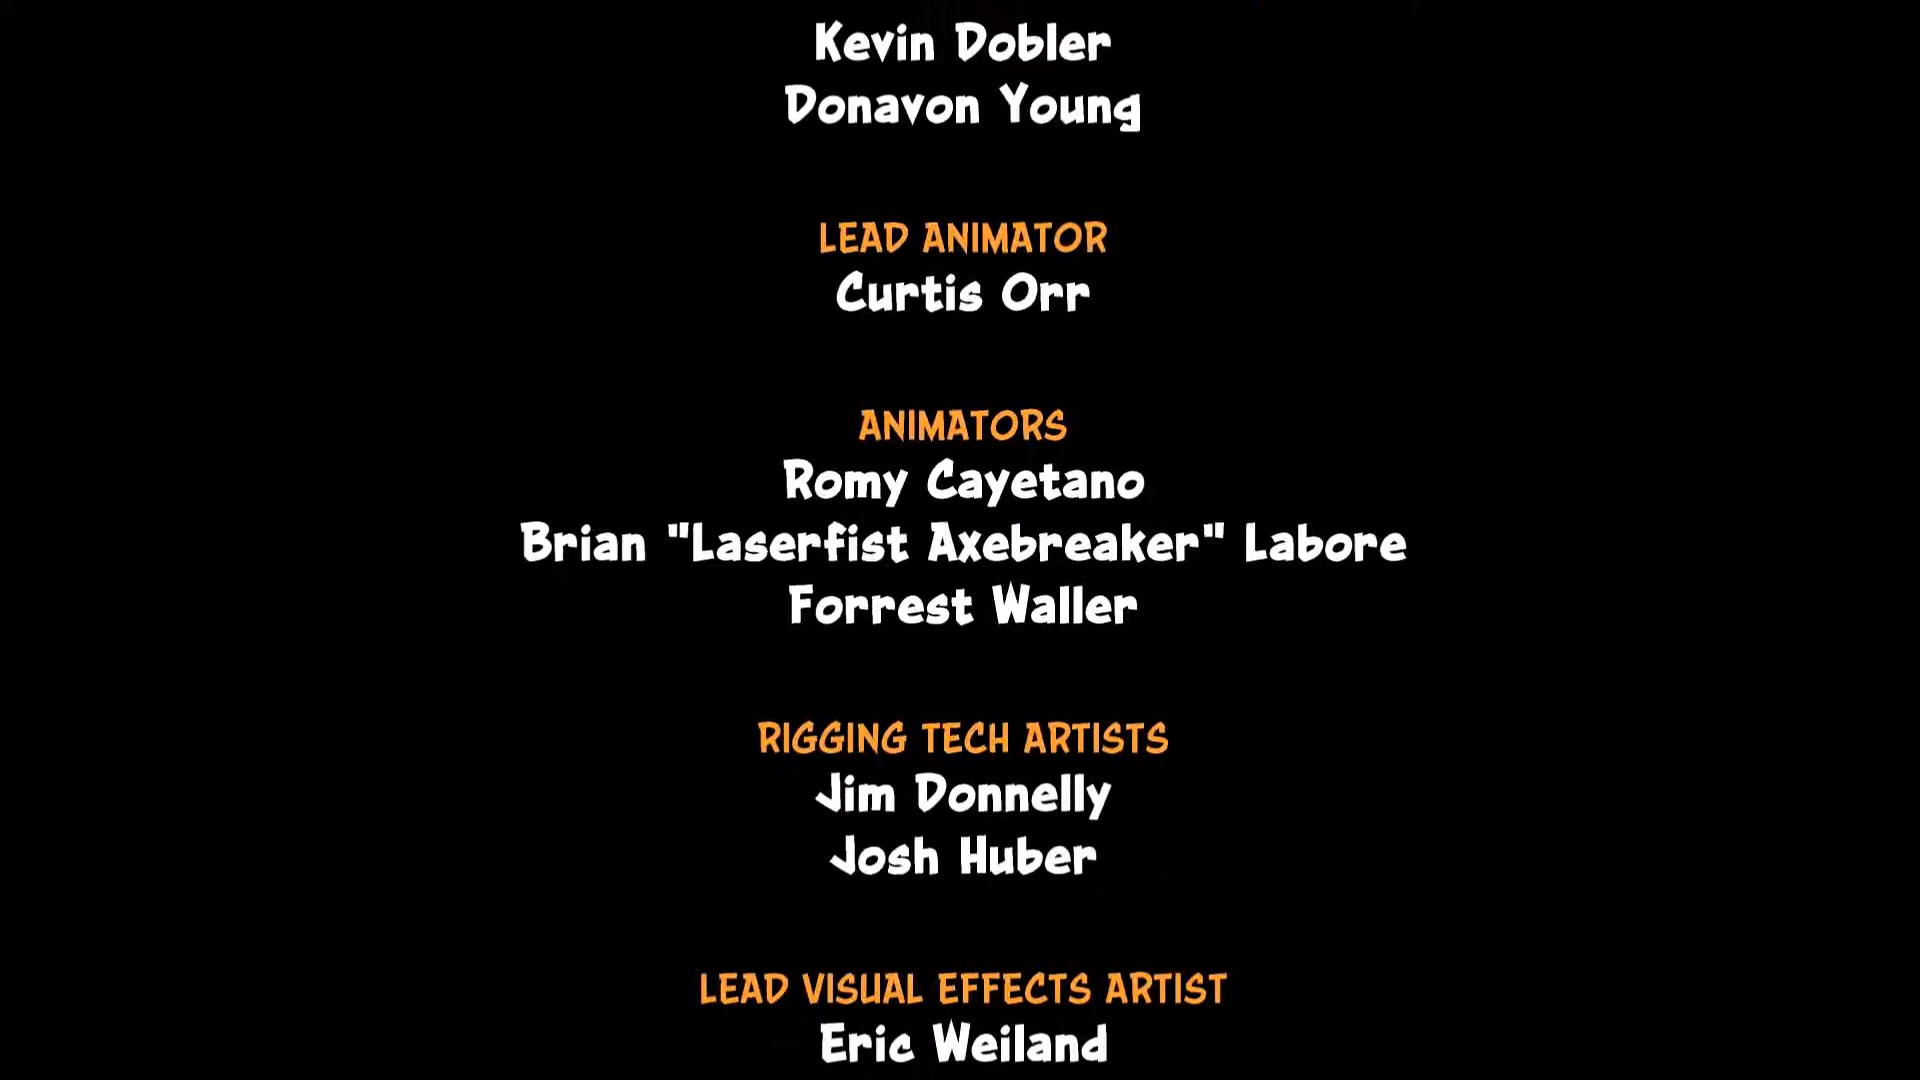 Kevin Dobler
Donavon Young
LEAD ANIMATOR
Curtis Orr
ANIMATORS
Romy Cayetano
Brian "Laserfist Axebreaker" Labore
Forrest Waller
RIGGING TECH ARTISTS
Jim Donnelly
Josh Huber
LEAD VISUAL EFFECTS ARTIST
Eric Weiland